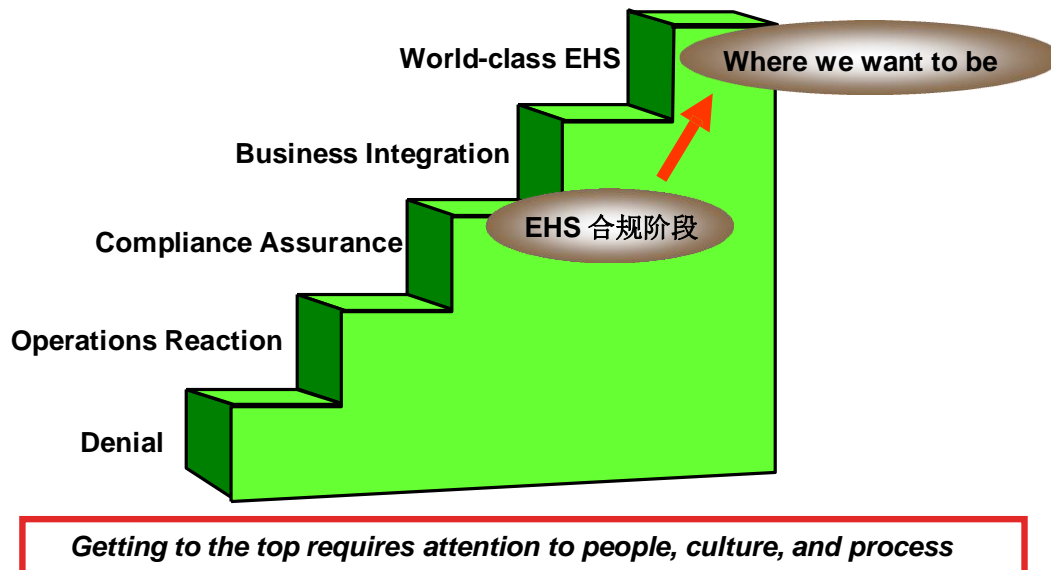 World-class EHS
Where we want to be
Business Integration
EHS 合规阶段
Compliance Assurance
Operations Reaction
Denial
Getting to the top requires attention to people, culture, and process